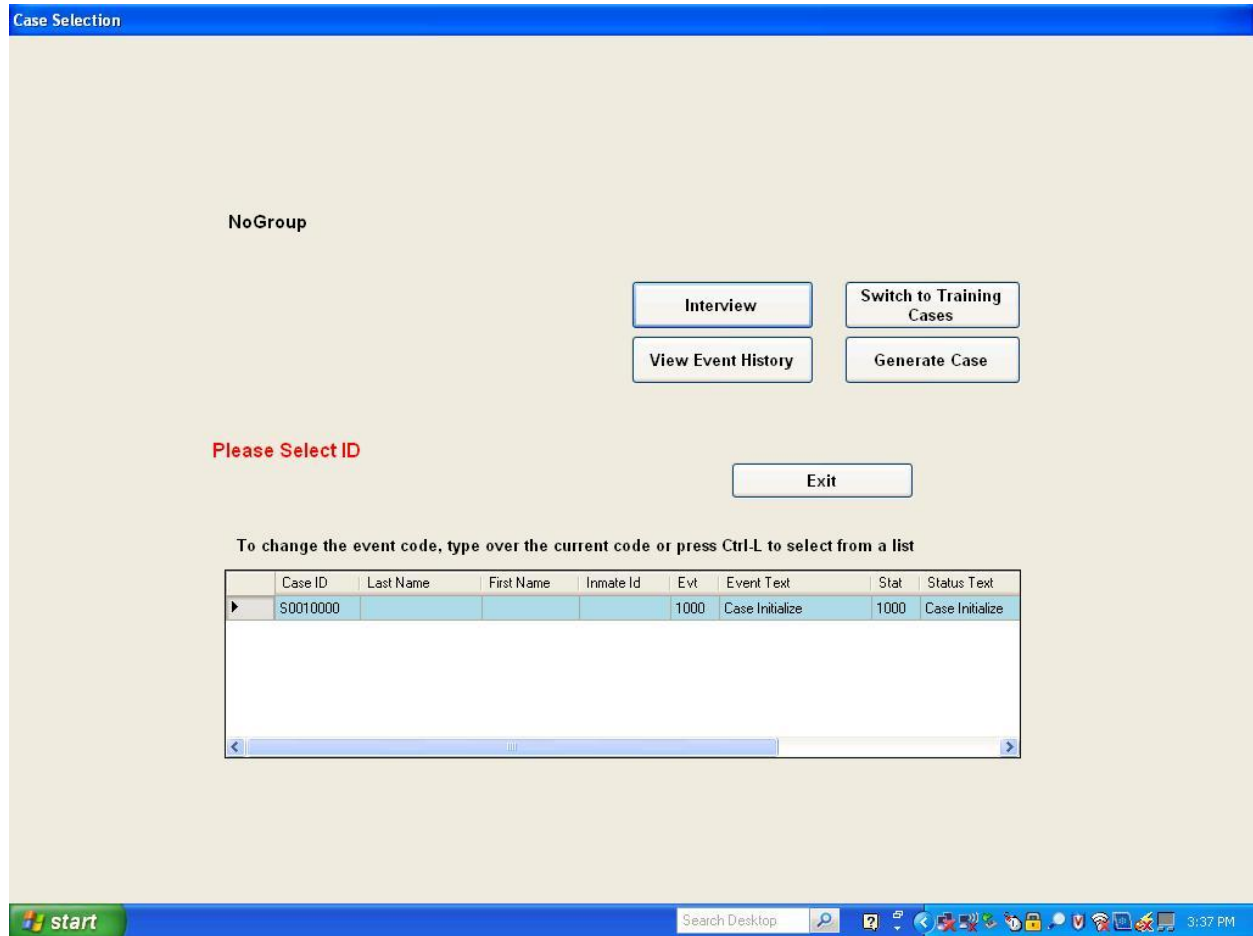 Case Selection
NoGroup
Interview
Switch to Training
Cases
View Event History
Generate Case
Please Select ID
Exit
To change the event code, type over the current code or press Ctrl-L to select from a list
Case ID Last Name First Name Inmate Id Evt Event Text Stat Status Text
S0010000 1000 Case Initialize 1000 Case Initialize
start Search Desktop 3:37 PM